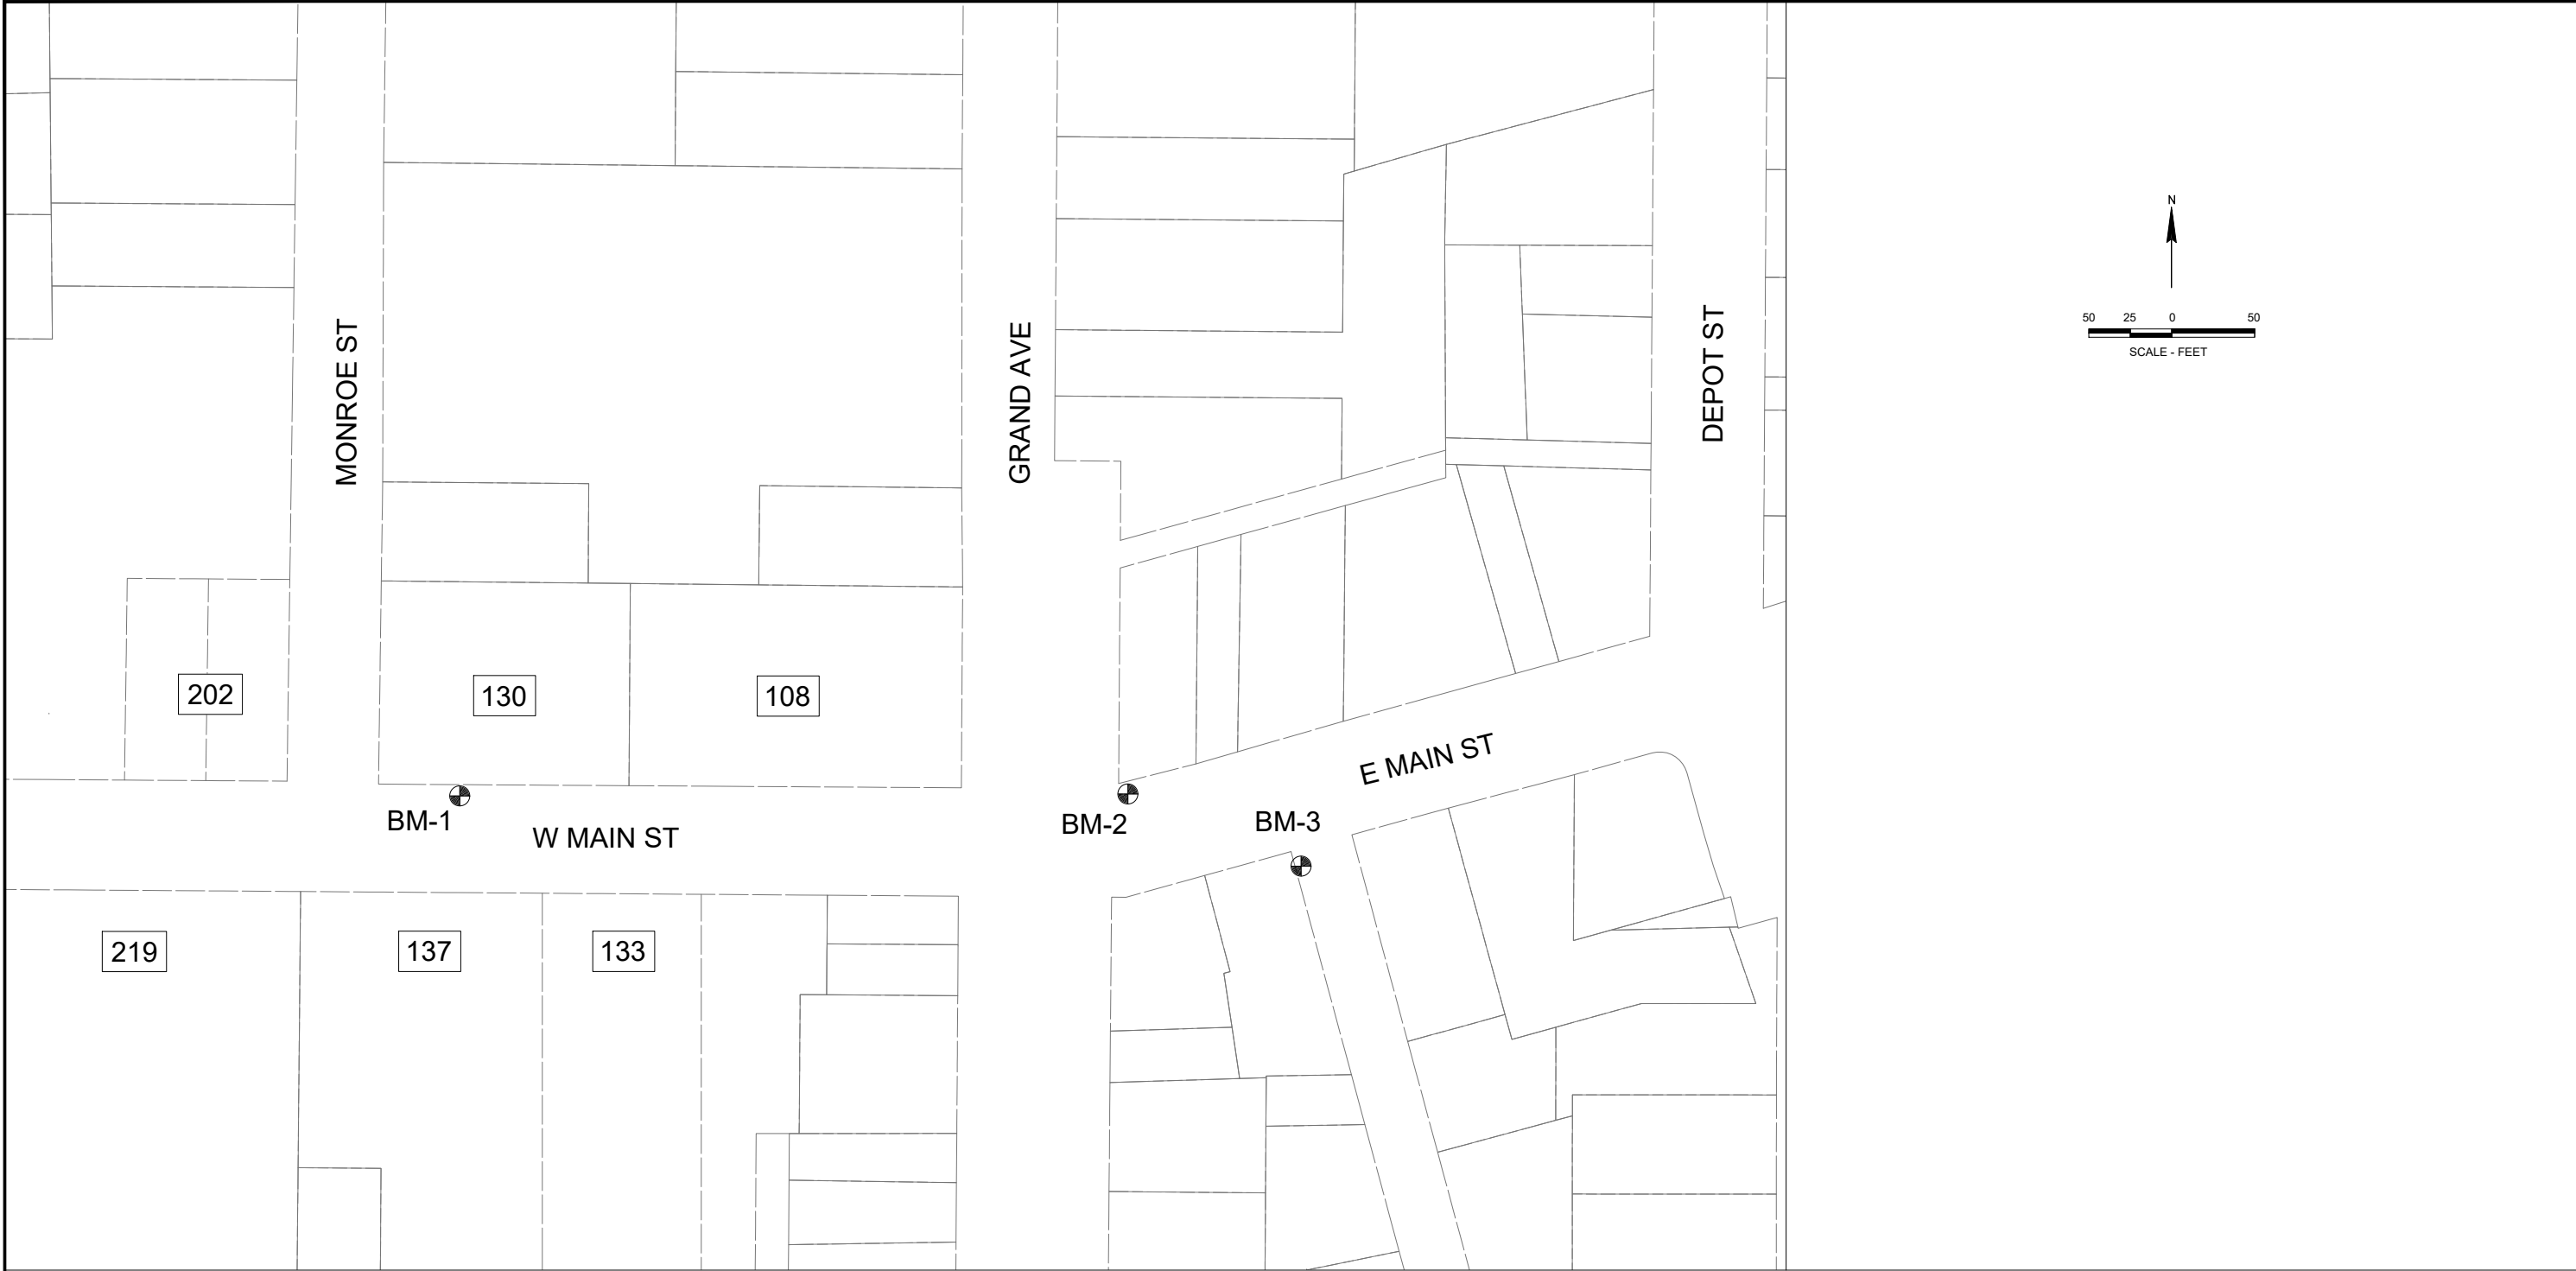 N
50 25 0 50
SCALE - FEET
MONROE ST
GRAND AVE
DEPOT ST
202
130
108
E MAIN ST
BM-1
W MAIN ST
BM-2
BM-3
219
137
133